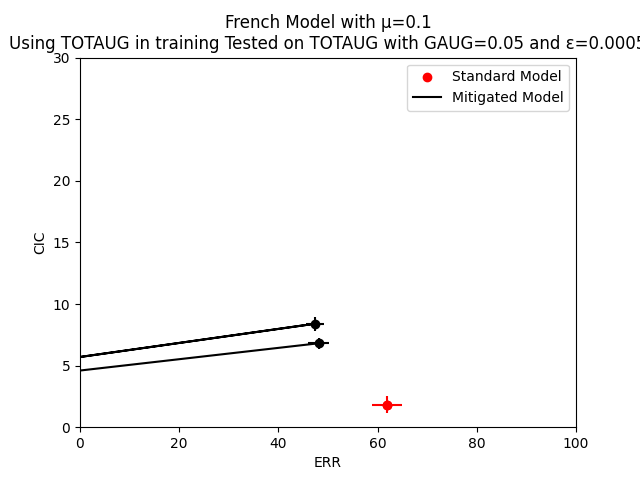 French Model with μ=0.1
Using TOTAUG in training Tested on TOTAUG with GAUG=0.05 and ε=0.0005
30
25
20
15
10
5
0
CIC
Standard Model
Mitigated Model
0 20 40 60 80 100
ERR